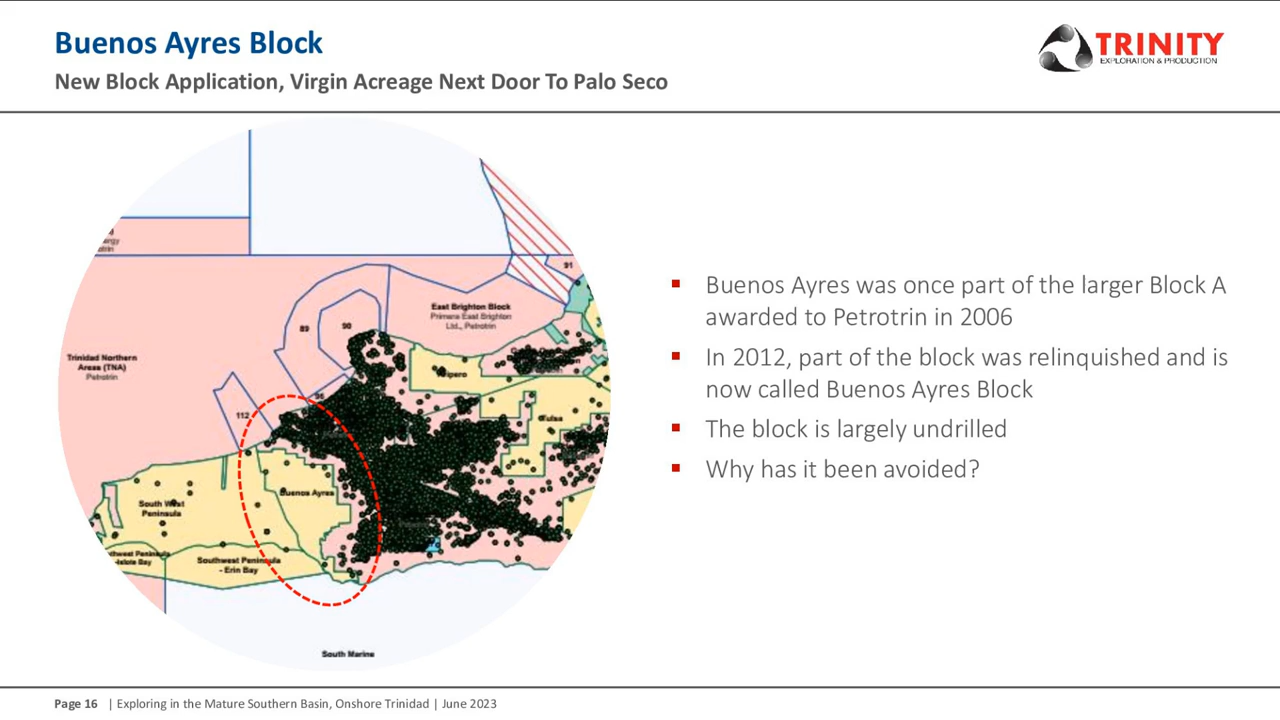 Buenos Ayres Block
New Block Application, Virgin Acreage Next Door To Palo Seco
TRINITY
EXPLORATION & PRODUCTION
91
East Brighton Block
Primera East Brighton
Ltd., Petrotrin
89
90
Trinidad Northern
Areas (TNA)
Petrotrin
96
112
Tulsa
Buenos Ayres
South West
Peninsula
Southwest Peninsula
- Erin Bay
South Marine
▪ Buenos Ayres was once part of the larger Block A
awarded to Petrotrin in 2006
▪ In 2012, part of the block was relinquished and is
now called Buenos Ayres Block
▪ The block is largely undrilled
▪ Why has it been avoided?
Page 16 | Exploring in the Mature Southern Basin, Onshore Trinidad | June 2023